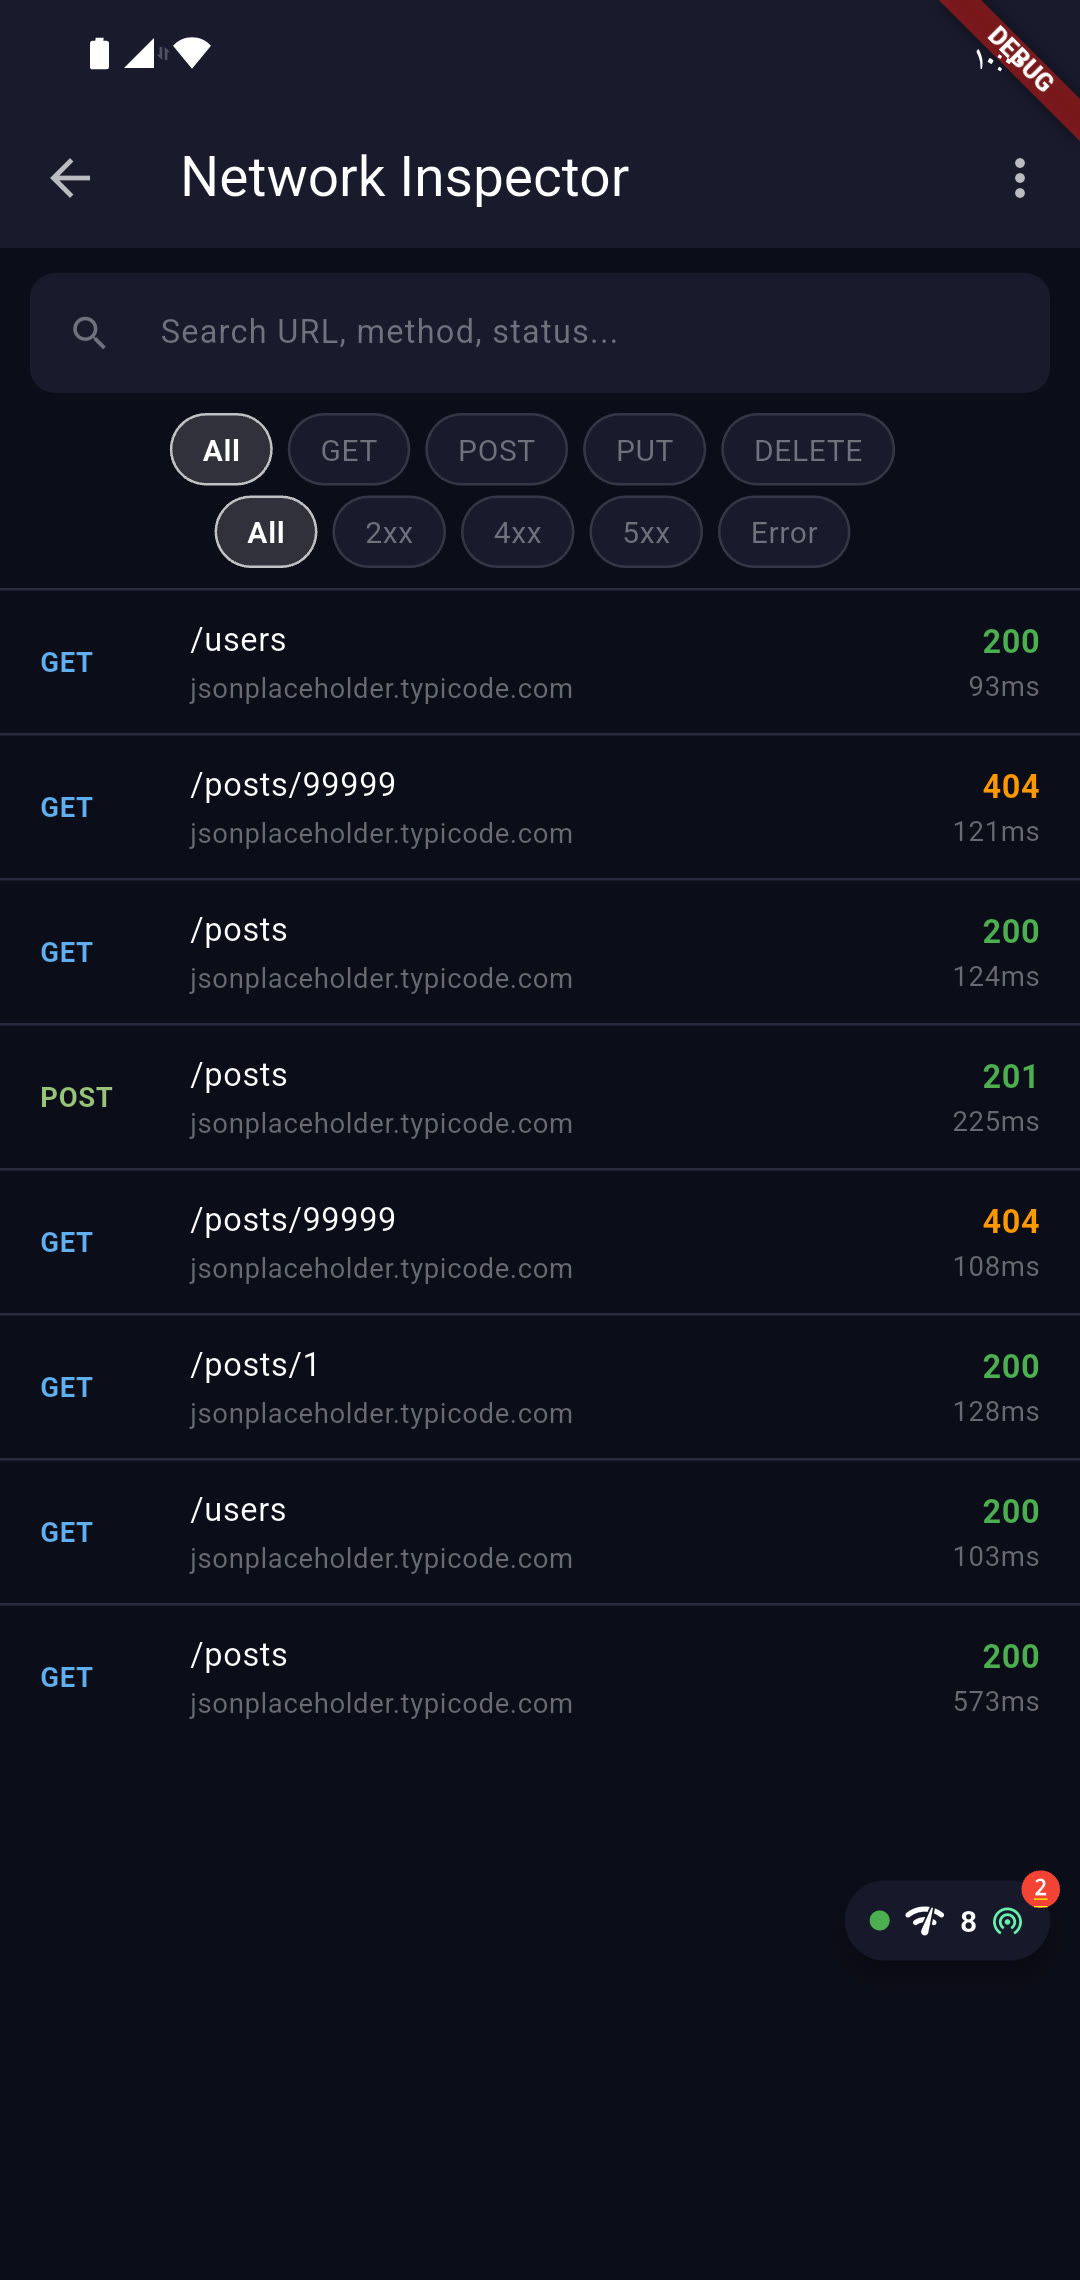 DEBUG
Network Inspector
Search URL, method, status...
All GET POST PUT DELETE
All 2xx 4xx 5xx Error
GET /users 200
jsonplaceholder.typicode.com 93ms
GET /posts/99999 404
jsonplaceholder.typicode.com 121ms
GET /posts 200
jsonplaceholder.typicode.com 124ms
POST /posts 201
jsonplaceholder.typicode.com 225ms
GET /posts/99999 404
jsonplaceholder.typicode.com 108ms
GET /posts/1 200
jsonplaceholder.typicode.com 128ms
GET /users 200
jsonplaceholder.typicode.com 103ms
GET /posts 200
jsonplaceholder.typicode.com 573ms
2
8